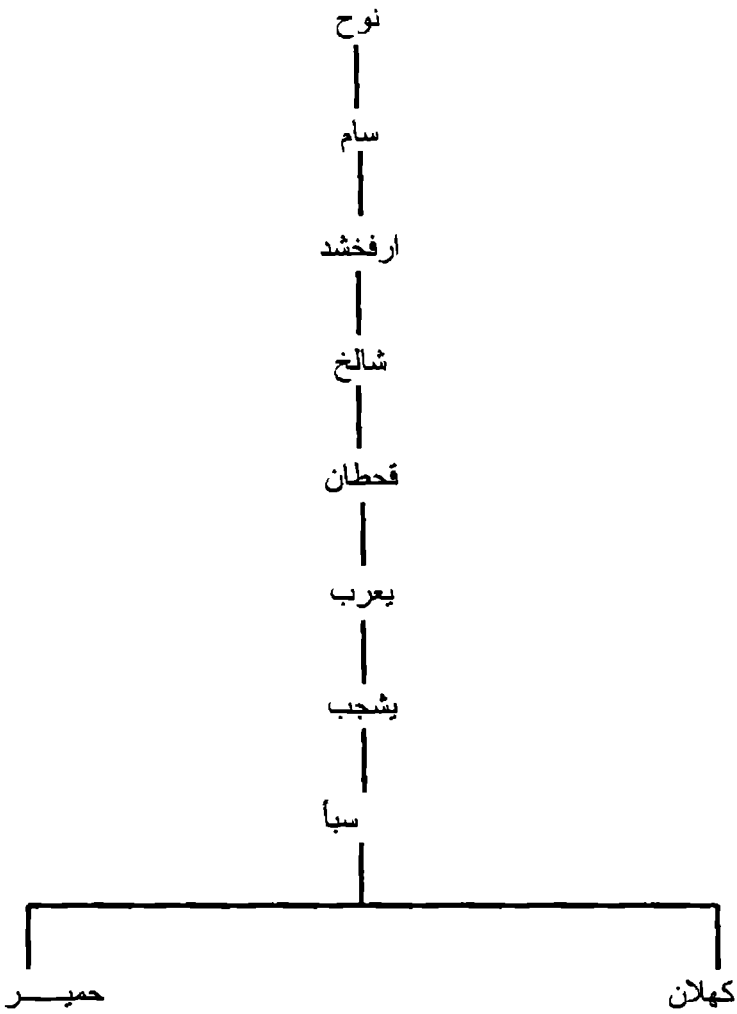 نوح
سام
ارفخشد
شالخ
قحطان
يعرب
يشجب
سبأ
كهلان
حميـــر